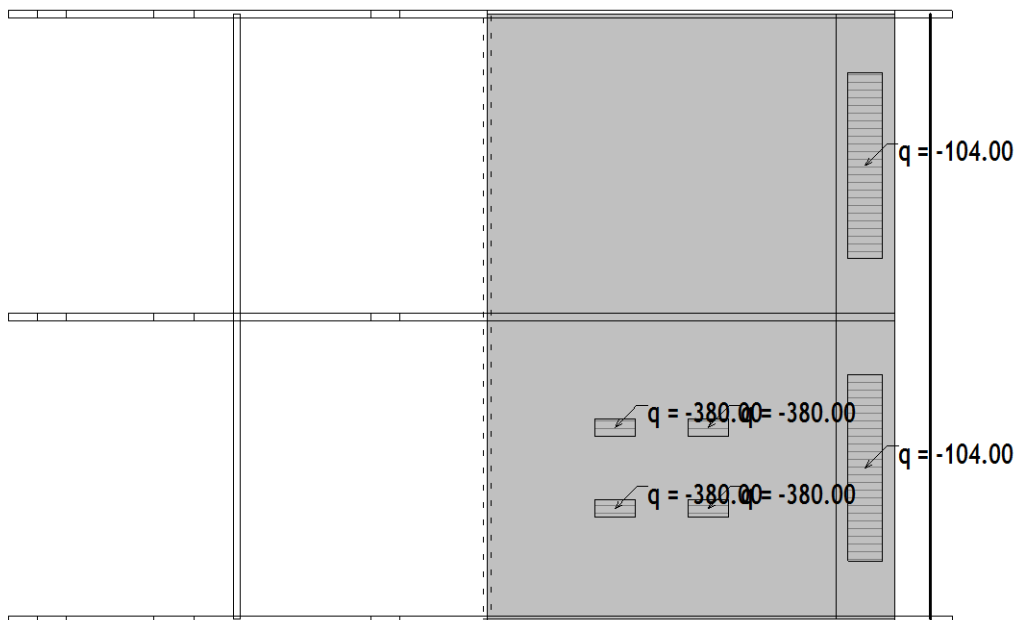 q = -104.00
q = -380.00
q = -380.00
q = -104.00
q = -380.00
q = -380.00